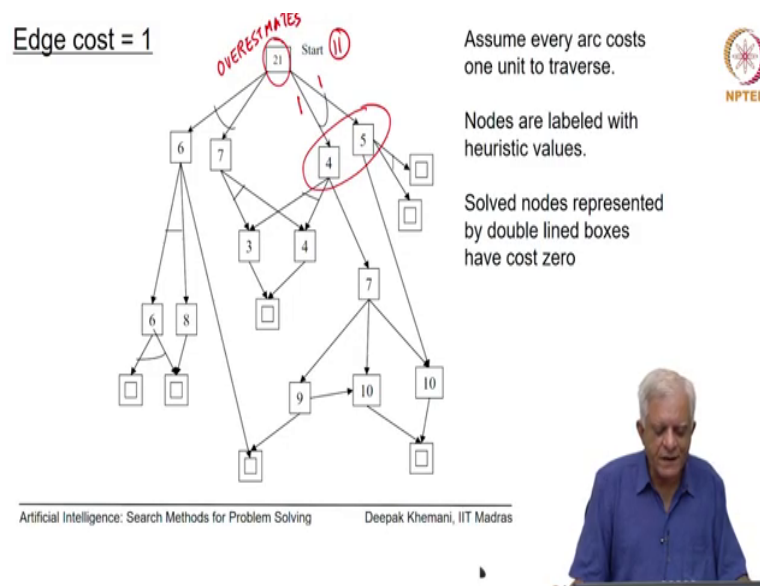 Edge cost = 1
OVERESTMATES
21
Start 11
1
1
Assume every arc costs
one unit to traverse.
NPTEL
Nodes are labeled with
heuristic values.
Solved nodes represented
by double lined boxes
have cost zero
6
7
4
5
3
4
7
6
8
9
10
10
Artificial Intelligence: Search Methods for Problem Solving
Deepak Khemani, IIT Madras